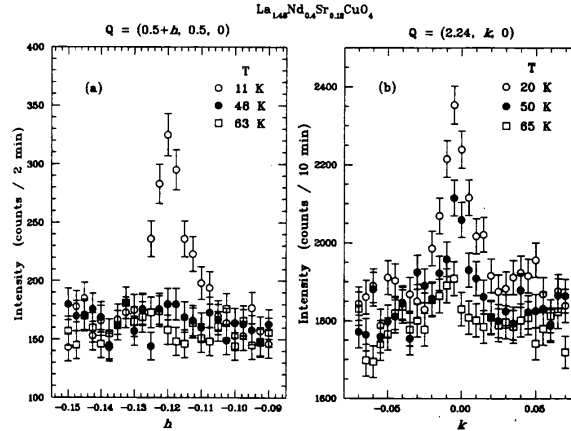 La1.48Nd0.4Sr0.12CuO4
Q = (0.5+h, 0.5, 0)
Q = (2.24, k, 0)
(a)
T
11 K
48 K
63 K
(b)
T
20 K
50 K
65 K
Intensity (counts / 2 min)
400
350
300
250
200
150
100
-0.15 -0.14 -0.13 -0.12 -0.11 -0.10 -0.09
h
Intensity (counts / 10 min)
2400
2200
2000
1800
1600
-0.05 0.00 0.05
k